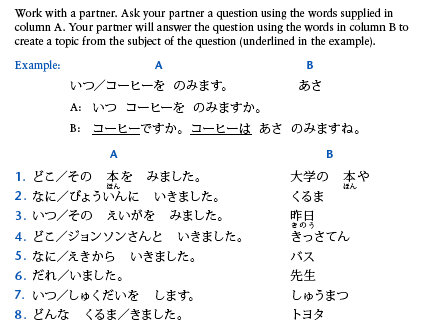 Work with a partner. Ask your partner a question using the words supplied in
column A. Your partner will answer the question using the words in column B to
create a topic from the subject of the question (underlined in the example).
Example: A B
いつ／コーヒーを のみます。 あさ
A: いつ コーヒーを のみますか。
B: コーヒーですか。コーヒーは あさ のみますね。
A B
1. どこ／その 本を みました。 大学の 本や
ほん ほん
2. なに／びょういんに いきました。 くるま
3. いつ／その えいがを みました。 昨日
きのう
4. どこ／ジョンソンさんと いきました。 きっさてん
5. なに／えきから いきました。 バス
6. だれ／いました。 先生
7. いつ／しゅくだいを します。 しゅうまつ
8. どんな くるま／きました。 トヨタ